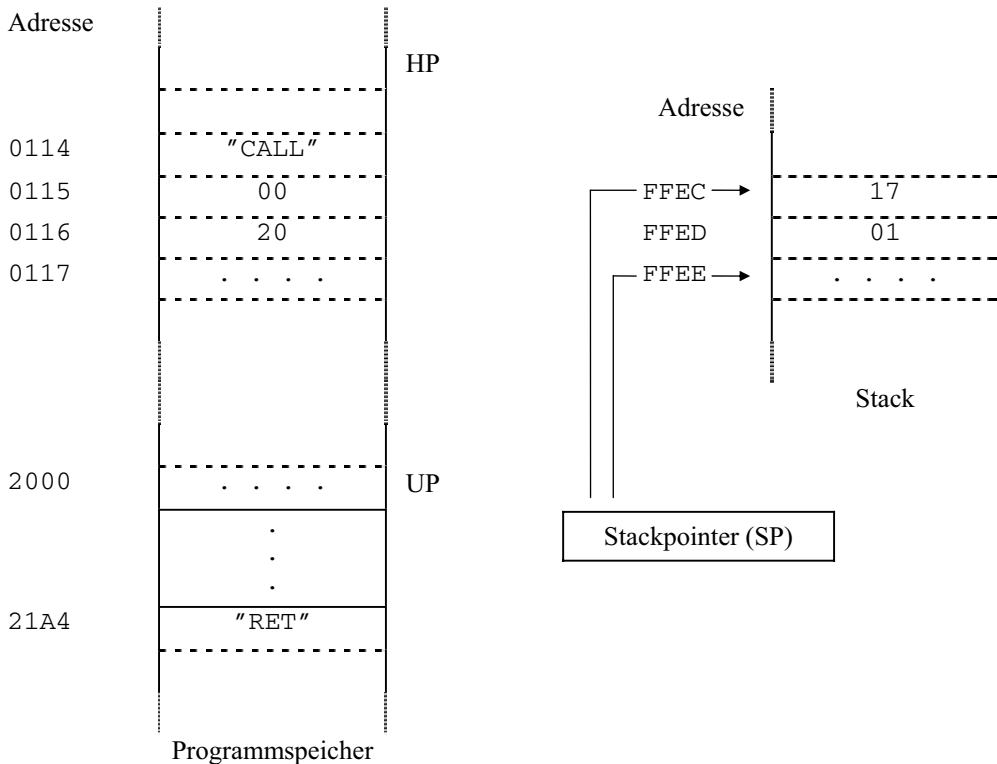 Adresse
HP
Adresse
0114 "CALL"
0115 00 FFEC 17
0116 20 FFED 01
0117 . . . . FFEE . . . .
Stack
2000 . . . . UP
Stackpointer (SP)
.
.
.
21A4 "RET"
Programmspeicher